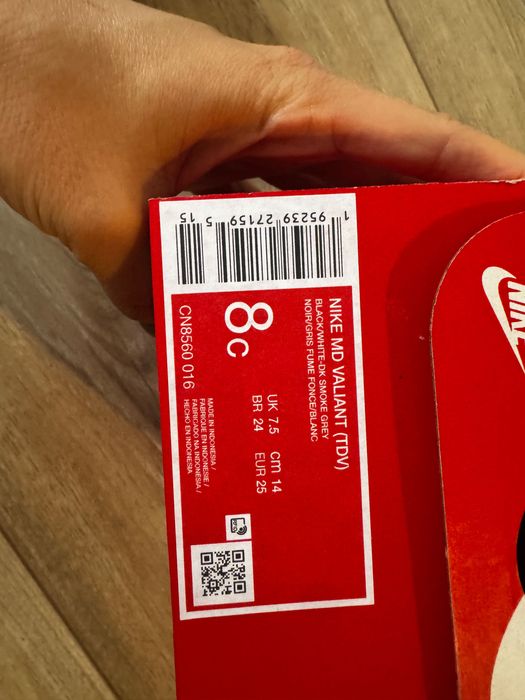 1 95239 27159 5 15
NIKE MD VALIANT (TDV)
BLACK/WHITE-DK SMOKE GREY
NOIR/GRIS FUME FONCE/BLANC
8C
UK 7.5 cm 14
BR 24 EUR 25
CN8560 016
MADE IN INDONESIA /
FABRIQUE EN INDONESIE /
FABRICADO NA INDONÉSIA /
HECHO EN INDONESIA
NIKE